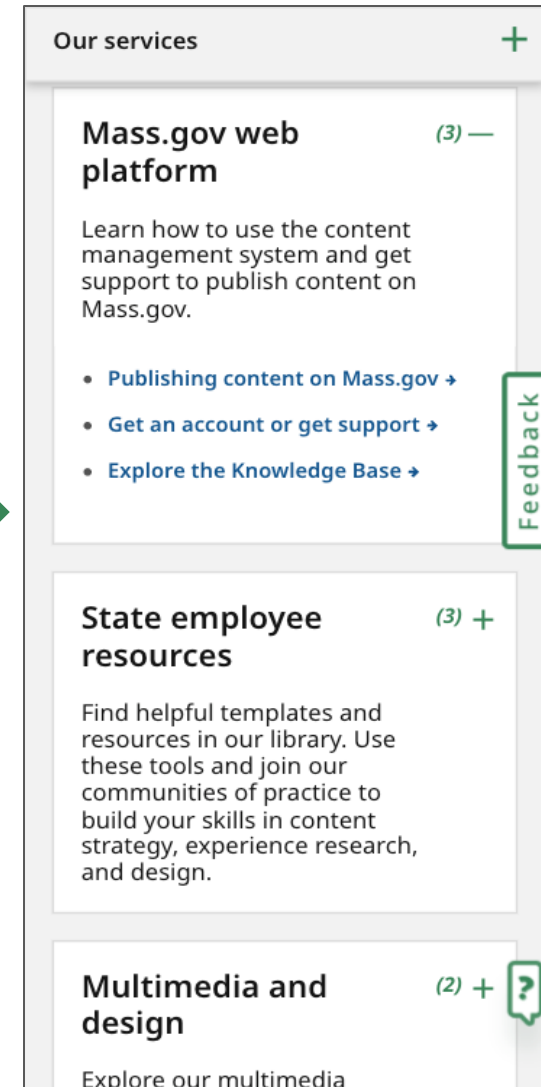 Our services +
Mass.gov web (3) —
platform
Learn how to use the content
management system and get
support to publish content on
Mass.gov.
• Publishing content on Mass.gov →
• Get an account or get support →
• Explore the Knowledge Base →
Feedback
State employee (3) +
resources
Find helpful templates and
resources in our library. Use
these tools and join our
communities of practice to
build your skills in content
strategy, experience research,
and design.
Multimedia and (2) +
design
?
Explore our multimedia